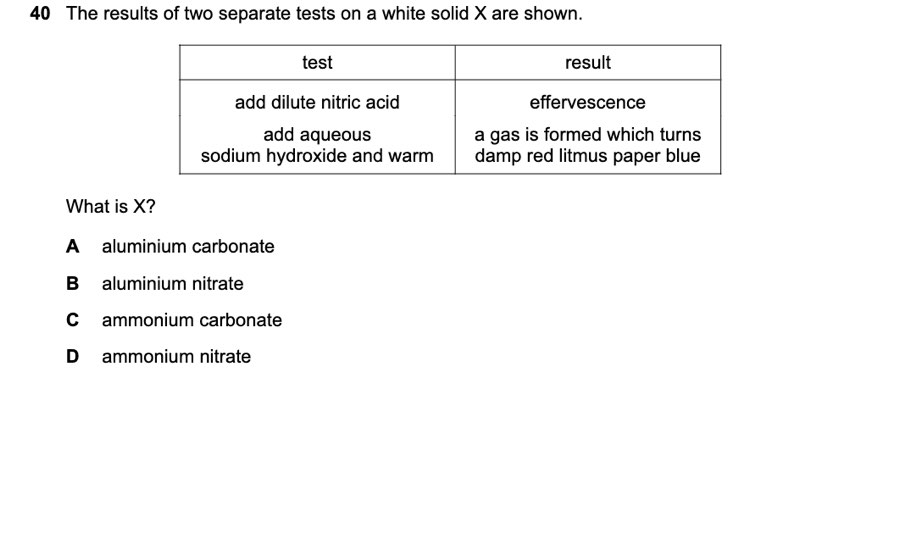 40 The results of two separate tests on a white solid X are shown.
test result
add dilute nitric acid effervescence
add aqueous a gas is formed which turns
sodium hydroxide and warm damp red litmus paper blue
What is X?
A aluminium carbonate
B aluminium nitrate
C ammonium carbonate
D ammonium nitrate